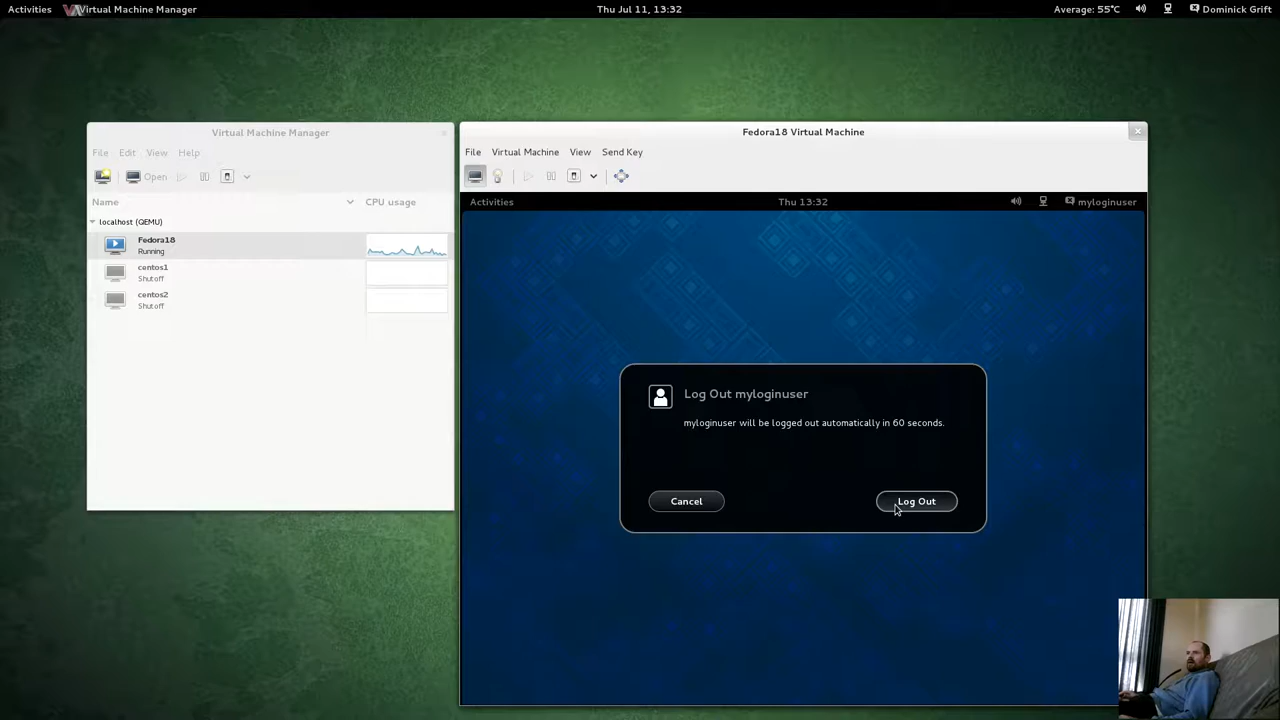 Activities Virtual Machine Manager Thu Jul 11, 13:32 Average: 55°C Dominick Grift
Virtual Machine Manager
File Edit View Help
Open
Name CPU usage
localhost (QEMU)
Fedora18
Running
centos1
Shutoff
centos2
Shutoff
Fedora18 Virtual Machine
File Virtual Machine View Send Key
Activities Thu 13:32 myloginuser
Log Out myloginuser
myloginuser will be logged out automatically in 60 seconds.
Cancel Log Out